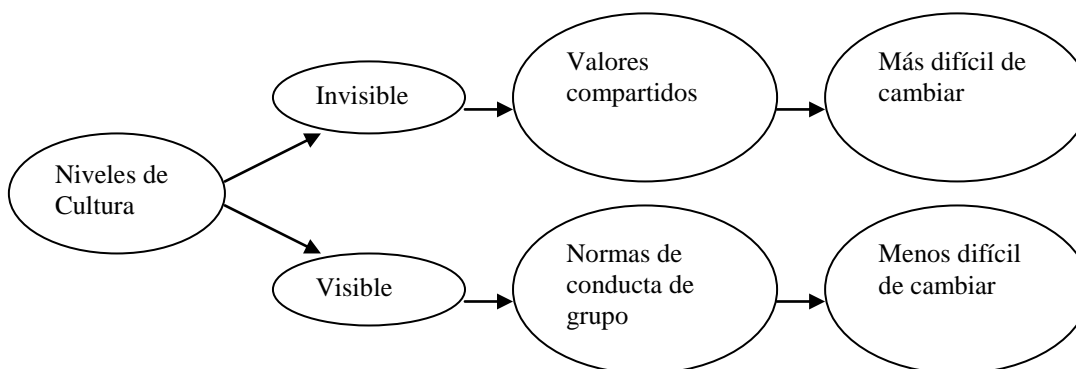 Niveles de
Cultura
Invisible
Valores
compartidos
Más difícil de
cambiar
Visible
Normas de
conducta de
grupo
Menos difícil
de cambiar